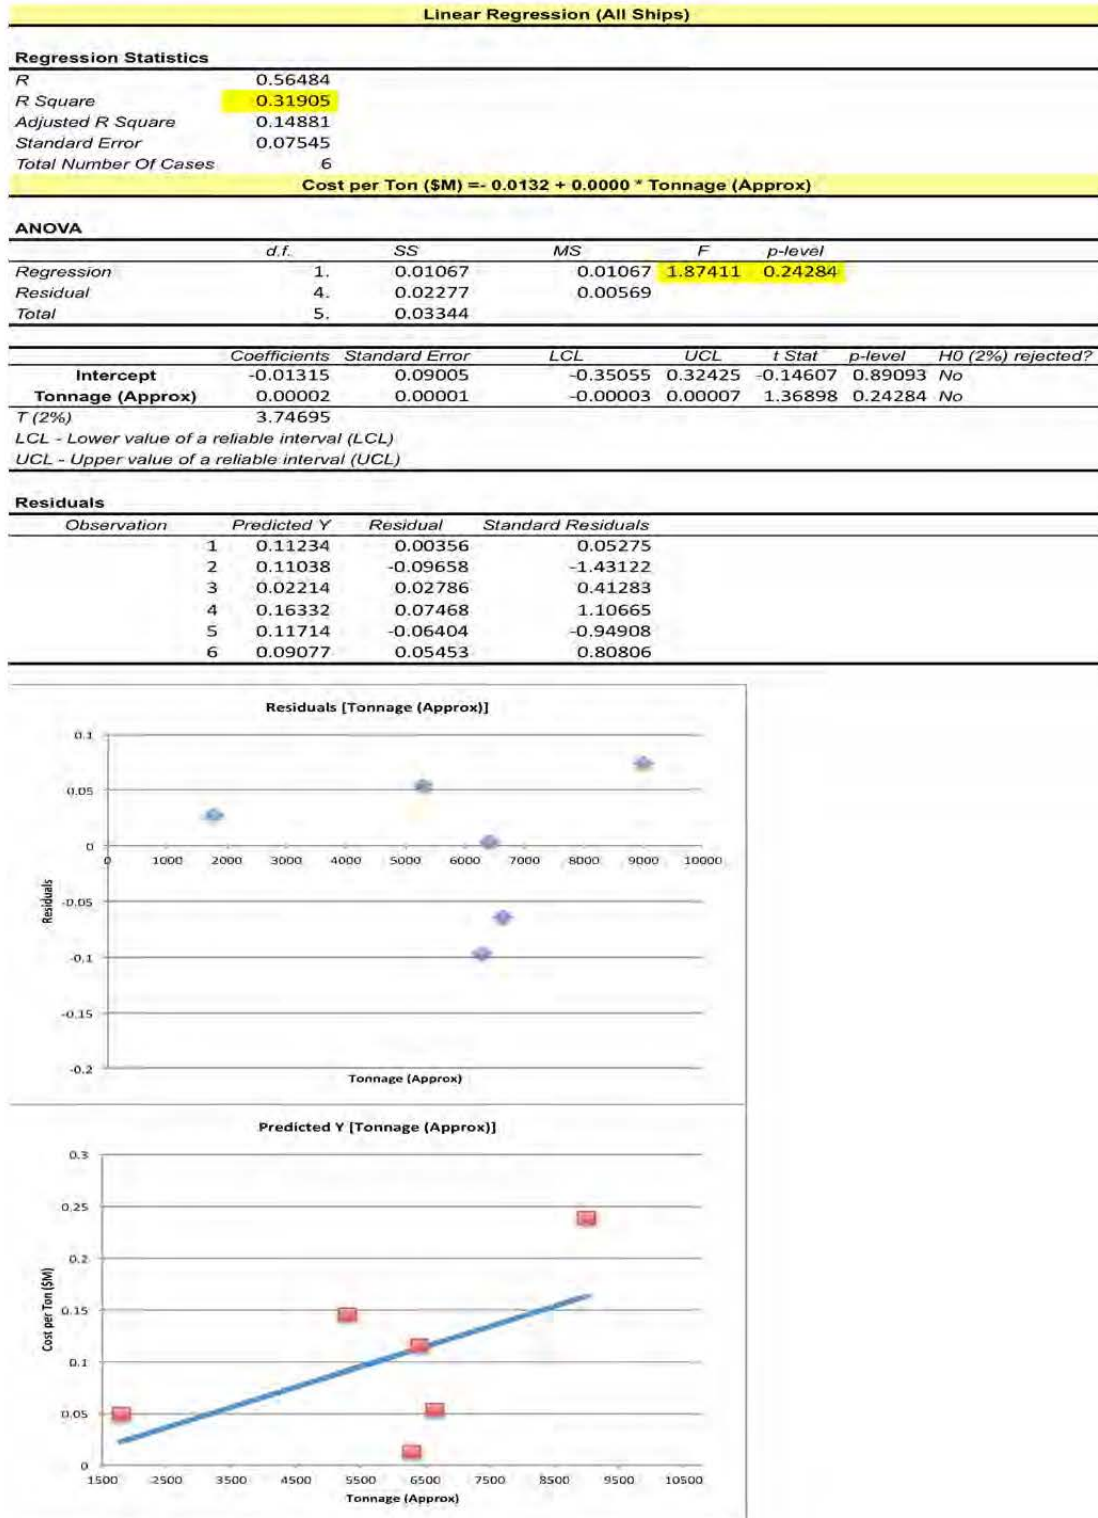 Linear Regression (All Ships)
Regression Statistics
R 0.56484
R Square 0.31905
Adjusted R Square 0.14881
Standard Error 0.07545
Total Number Of Cases 6
Cost per Ton ($M) =- 0.0132 + 0.0000 * Tonnage (Approx)
ANOVA
d.f. SS MS F p-level
Regression 1. 0.01067 0.01067 1.87411 0.24284
Residual 4. 0.02277 0.00569
Total 5. 0.03344
Coefficients Standard Error LCL UCL t Stat p-level H0 (2%) rejected?
Intercept -0.01315 0.09005 -0.35055 0.32425 -0.14607 0.89093 No
Tonnage (Approx) 0.00002 0.00001 -0.00003 0.00007 1.36898 0.24284 No
T (2%) 3.74695
LCL - Lower value of a reliable interval (LCL)
UCL - Upper value of a reliable interval (UCL)
Residuals
Observation Predicted Y Residual Standard Residuals
1 0.11234 0.00356 0.05275
2 0.11038 -0.09658 -1.43122
3 0.02214 0.02786 0.41283
4 0.16332 0.07468 1.10665
5 0.11714 -0.06404 -0.94908
6 0.09077 0.05453 0.80806
Residuals [Tonnage (Approx)]
0.1
0.05
0
0 1000 2000 3000 4000 5000 6000 7000 8000 9000 10000
Residuals
-0.05
-0.1
-0.15
-0.2
Tonnage (Approx)
Predicted Y [Tonnage (Approx)]
0.3
0.25
0.2
Cost per Ton ($M)
0.15
0.1
0.05
0
1500 2500 3500 4500 5500 6500 7500 8500 9500 10500
Tonnage (Approx)